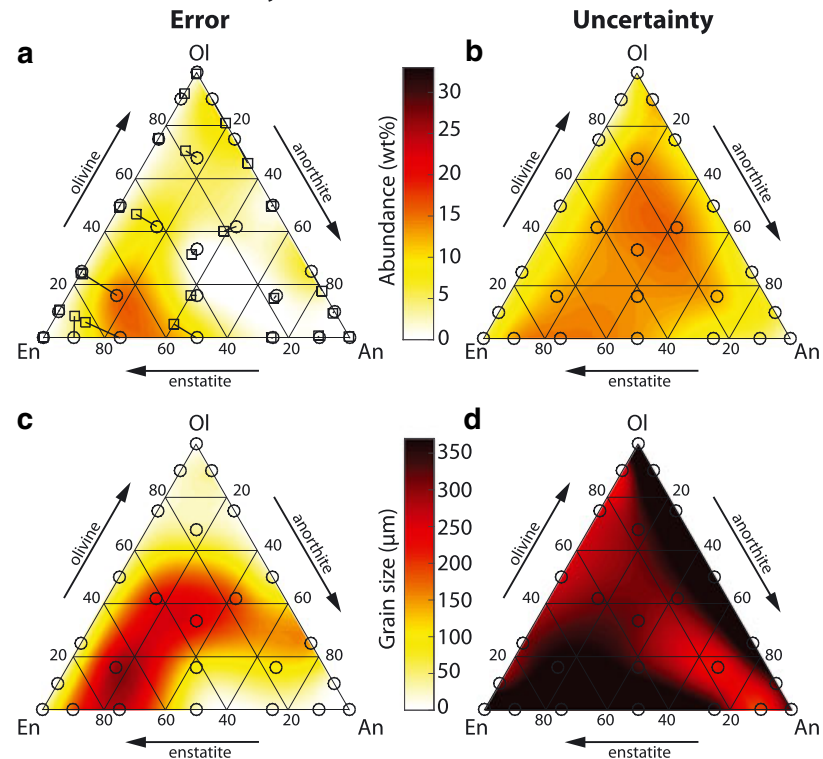 Error
Uncertainty
a
b
Ol
Ol
80
20
80
20
olivine
anorthite
olivine
anorthite
60
40
60
40
40
60
40
60
20
80
20
80
En
80
60
40
20
An
En
80
60
40
20
An
enstatite
enstatite
Abundance (wt%)
30
25
20
15
10
5
0
c
d
Ol
Ol
80
20
80
20
olivine
anorthite
olivine
anorthite
60
40
60
40
40
60
40
60
20
80
20
80
En
80
60
40
20
An
En
80
60
40
20
An
enstatite
enstatite
Grain size (μm)
350
300
250
200
150
100
50
0